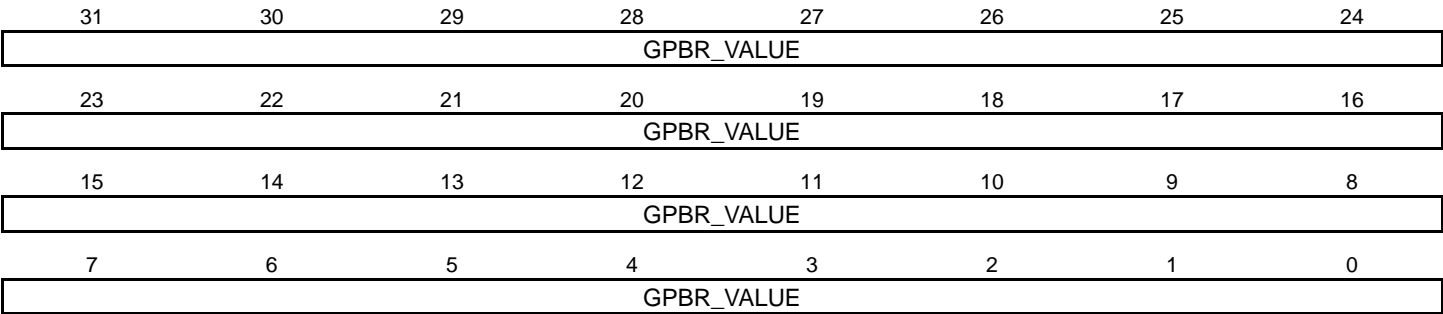 31 30 29 28 27 26 25 24
GPBR_VALUE
23 22 21 20 19 18 17 16
GPBR_VALUE
15 14 13 12 11 10 9 8
GPBR_VALUE
7 6 5 4 3 2 1 0
GPBR_VALUE